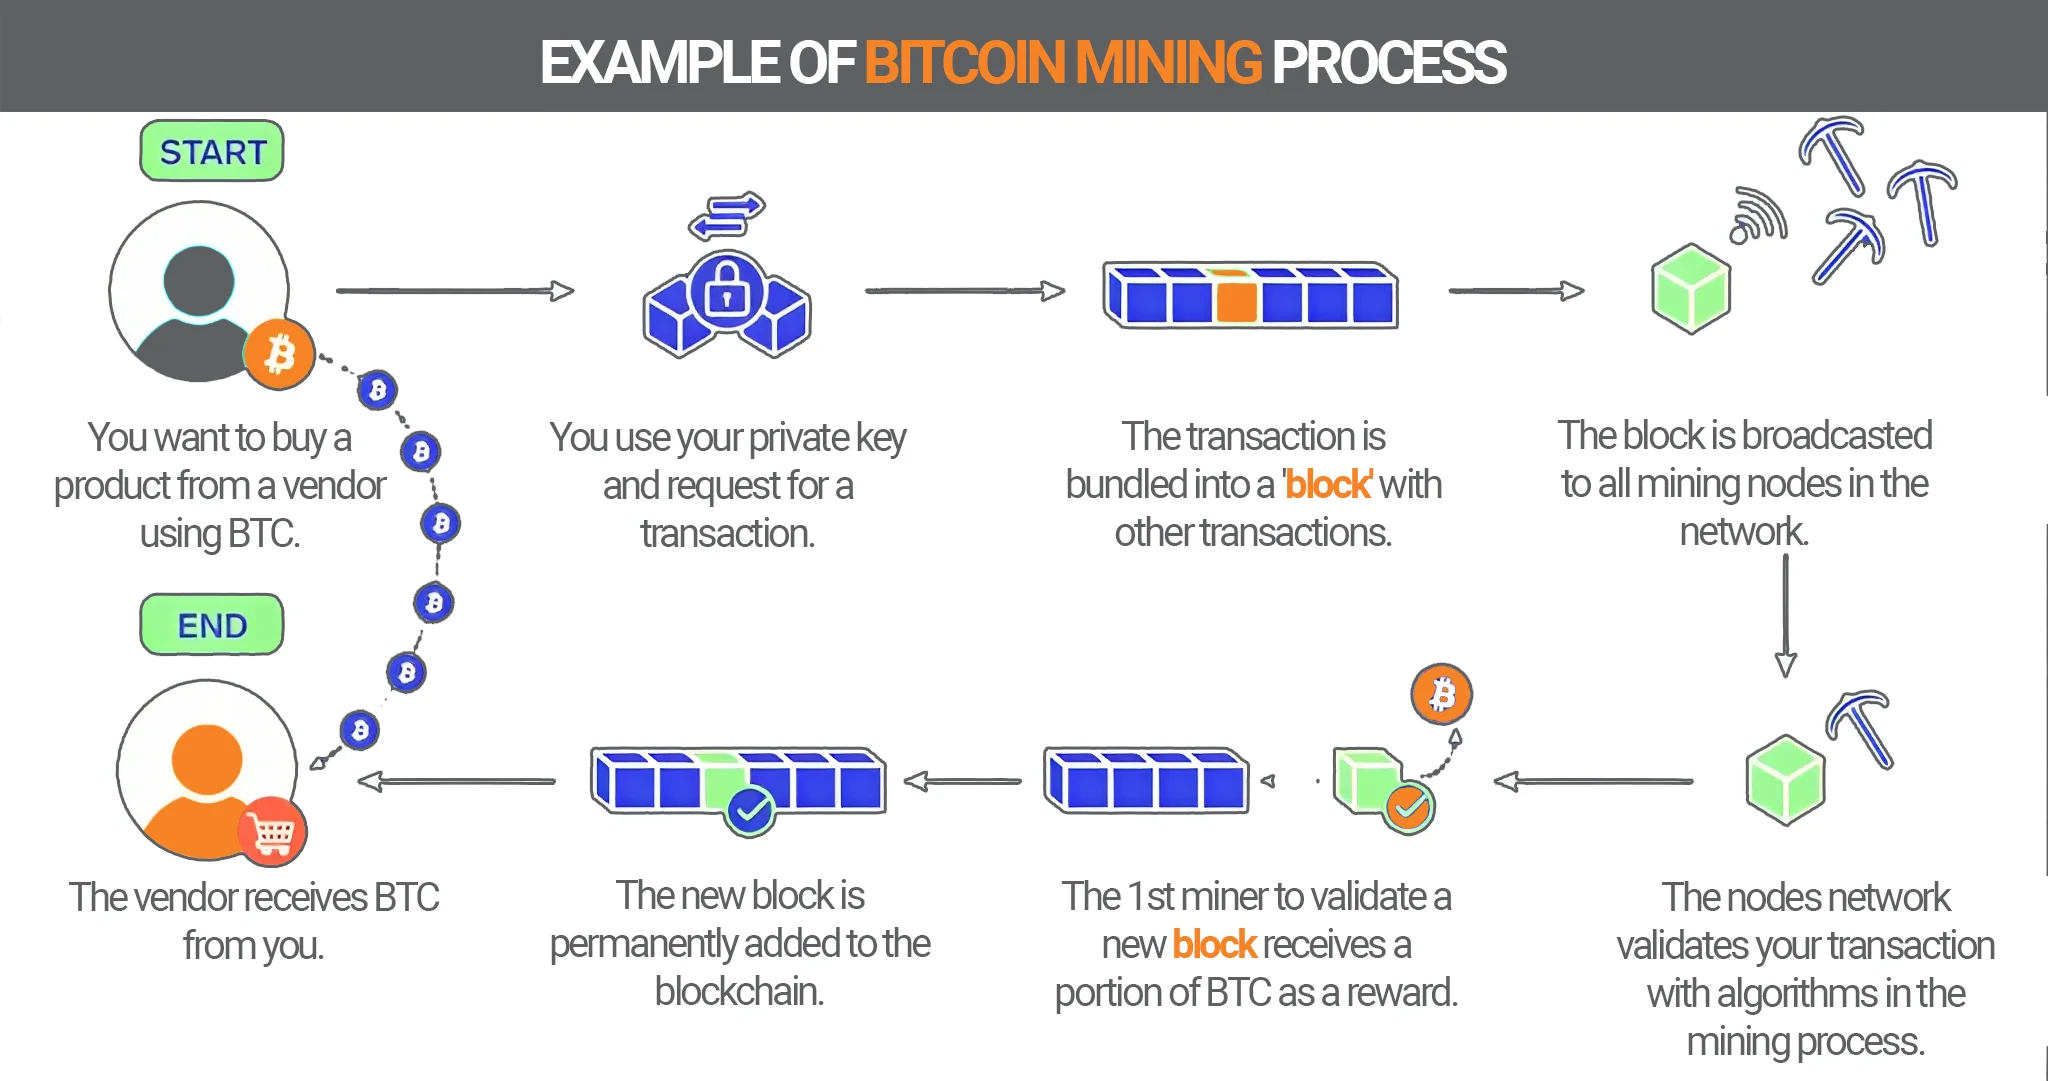 EXAMPLE OF BITCOIN MINING PROCESS
START
You want to buy a
product from a vendor
using BTC.
You use your private key
and request for a
transaction.
The transaction is
bundled into a 'block' with
other transactions.
The block is broadcasted
to all mining nodes in the
network.
The nodes network
validates your transaction
with algorithms in the
mining process.
The 1st miner to validate a
new block receives a
portion of BTC as a reward.
The new block is
permanently added to the
blockchain.
END
The vendor receives BTC
from you.